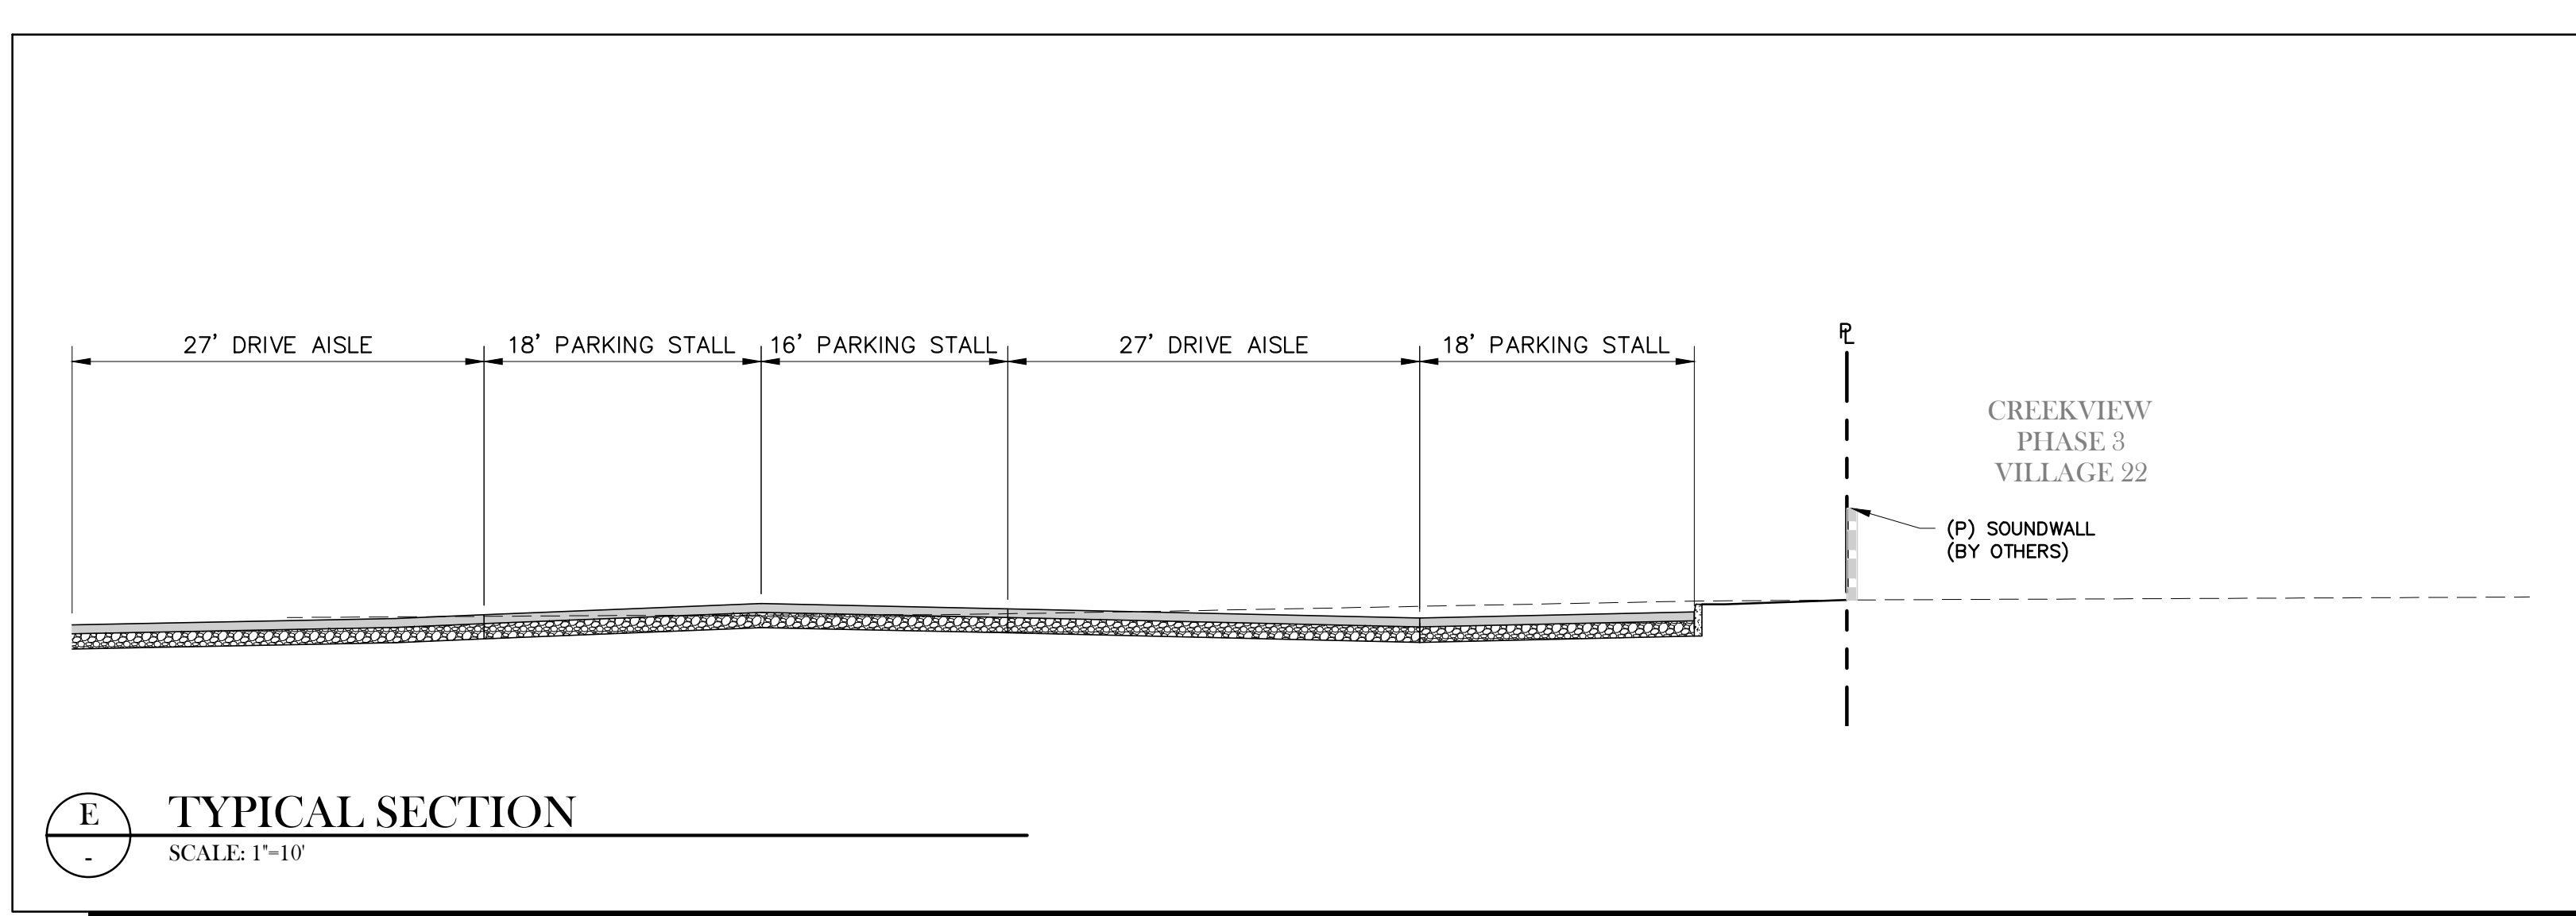 27' DRIVE AISLE
18' PARKING STALL
16' PARKING STALL
27' DRIVE AISLE
18' PARKING STALL
PL
CREEKVIEW
PHASE 3
VILLAGE 22
(P) SOUNDWALL
(BY OTHERS)
E
-
TYPICAL SECTION
SCALE: 1"=10'